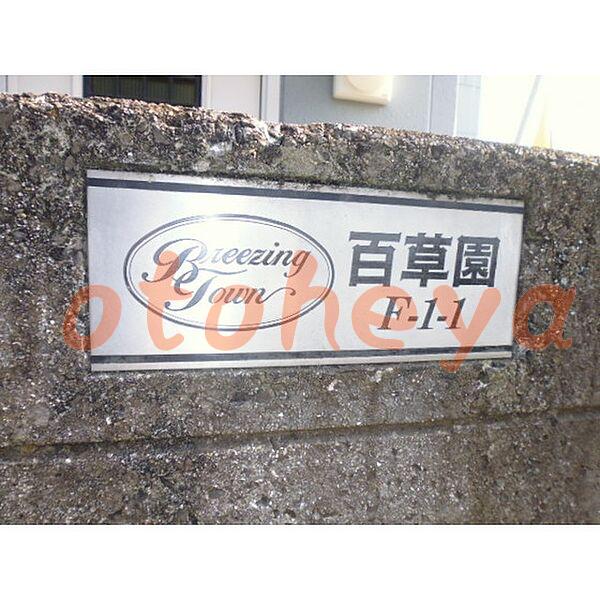 Breezing
Town
百草園
F-1-1
otoheya